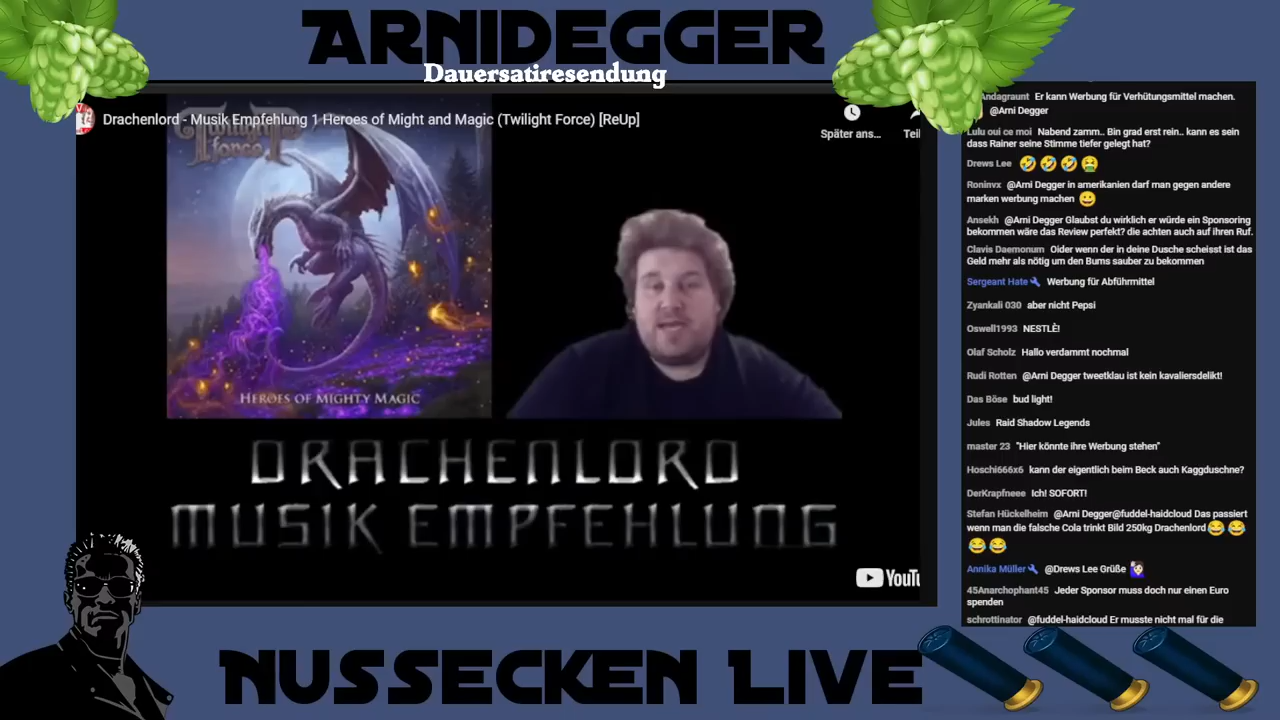 ARNIDEGGER
Dauersatiresendung
Drachenlord - Musik Empfehlung / Heroes of Might and Magic (Twilight Force) [ReUp]
Später ans...
Teil
Twilight
force
HEROES OF MIGHTY MAGIC
DRACHENLORD
MUSIK EMPFEHLUNG
YouTu
NUSSECKEN LIVE
Andagraunt Er kann Werbung für Verhütungsmittel machen.
@Arni Degger
Lulu oui ce moi Nabend zamm.. Bin grad erst rein.. kann es sein
dass Rainer seine Stimme tiefer gelegt hat?
Drews Lee 🤣🤣🤣🤮
Roninvx @Arni Degger in amerikanien darf man gegen andere
marken werbung machen 😀
Ansekh @Arni Degger Glaubst du wirklich er würde ein Sponsoring
bekommen wäre das Review perfekt? die achten auch auf ihren Ruf.
Clavis Daemonum Oider wenn der in deine Dusche scheisst ist das
Geld mehr als nötig um den Bums sauber zu bekommen
Sergeant Hate Werbung für Abführmittel
Zyankali 030 aber nicht Pepsi
Oswell1993 NESTLÈ!
Olaf Scholz Hallo verdammt nochmal
Rudi Rotten @Arni Degger tweetklau ist kein kavaliersdelikt!
Das Böse bud light!
Jules Raid Shadow Legends
master 23 "Hier könnte ihre Werbung stehen"
Hoschi666x6 kann der eigentlich beim Beck auch Kaggduschne?
DerKrapfneee Ich! SOFORT!
Stefan Hückelheim @Arni Degger@fuddel-haidcloud Das passiert
wenn man die falsche Cola trinkt Bild 250kg Drachenlord😂😂
😂😂
Annika Müller @Drews Lee Grüße 🙋🏻‍♀️
45Anarchophant45 Jeder Sponsor muss doch nur einen Euro
spenden
schrottinator @fuddel-haidcloud Er musste nicht mal für die